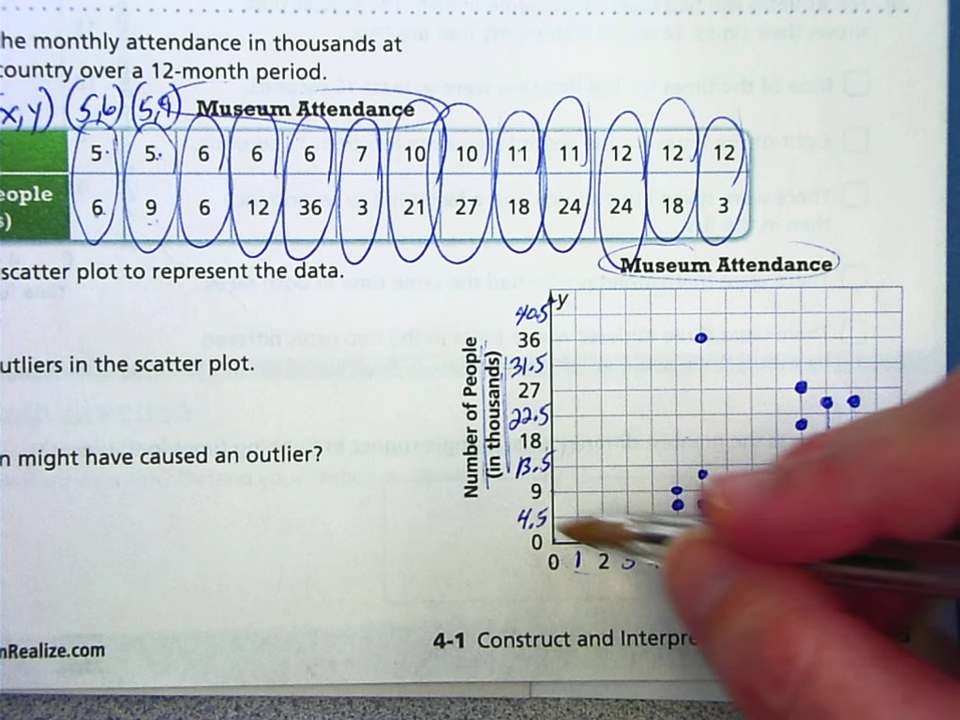 he monthly attendance in thousands at
country over a 12-month period.
x,y) (5,6) (5,9) Museum Attendance
5 5 6 6 6 7 10 10 11 11 12 12 12
eople
s) 6 9 6 12 36 3 21 27 18 24 24 18 3
scatter plot to represent the data.
Museum Attendance
y
40.5
36
31.5
27
22.5
18
13.5
9
4.5
0
Number of People
(in thousands)
0 1 2
utliers in the scatter plot.
n might have caused an outlier?
4-1 Construct and Interpre
nRealize.com